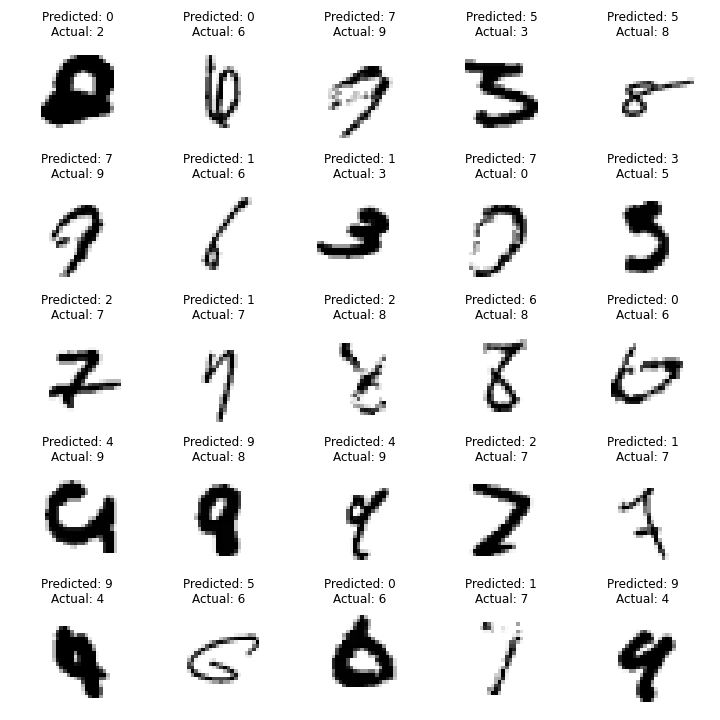 Predicted: 0 Predicted: 0 Predicted: 7 Predicted: 5 Predicted: 5
Actual: 2 Actual: 6 Actual: 9 Actual: 3 Actual: 8
Predicted: 7 Predicted: 1 Predicted: 1 Predicted: 7 Predicted: 3
Actual: 9 Actual: 6 Actual: 3 Actual: 0 Actual: 5
Predicted: 2 Predicted: 1 Predicted: 2 Predicted: 6 Predicted: 0
Actual: 7 Actual: 7 Actual: 8 Actual: 8 Actual: 6
Predicted: 4 Predicted: 9 Predicted: 4 Predicted: 2 Predicted: 1
Actual: 9 Actual: 8 Actual: 9 Actual: 7 Actual: 7
Predicted: 9 Predicted: 5 Predicted: 0 Predicted: 1 Predicted: 9
Actual: 4 Actual: 6 Actual: 6 Actual: 7 Actual: 4